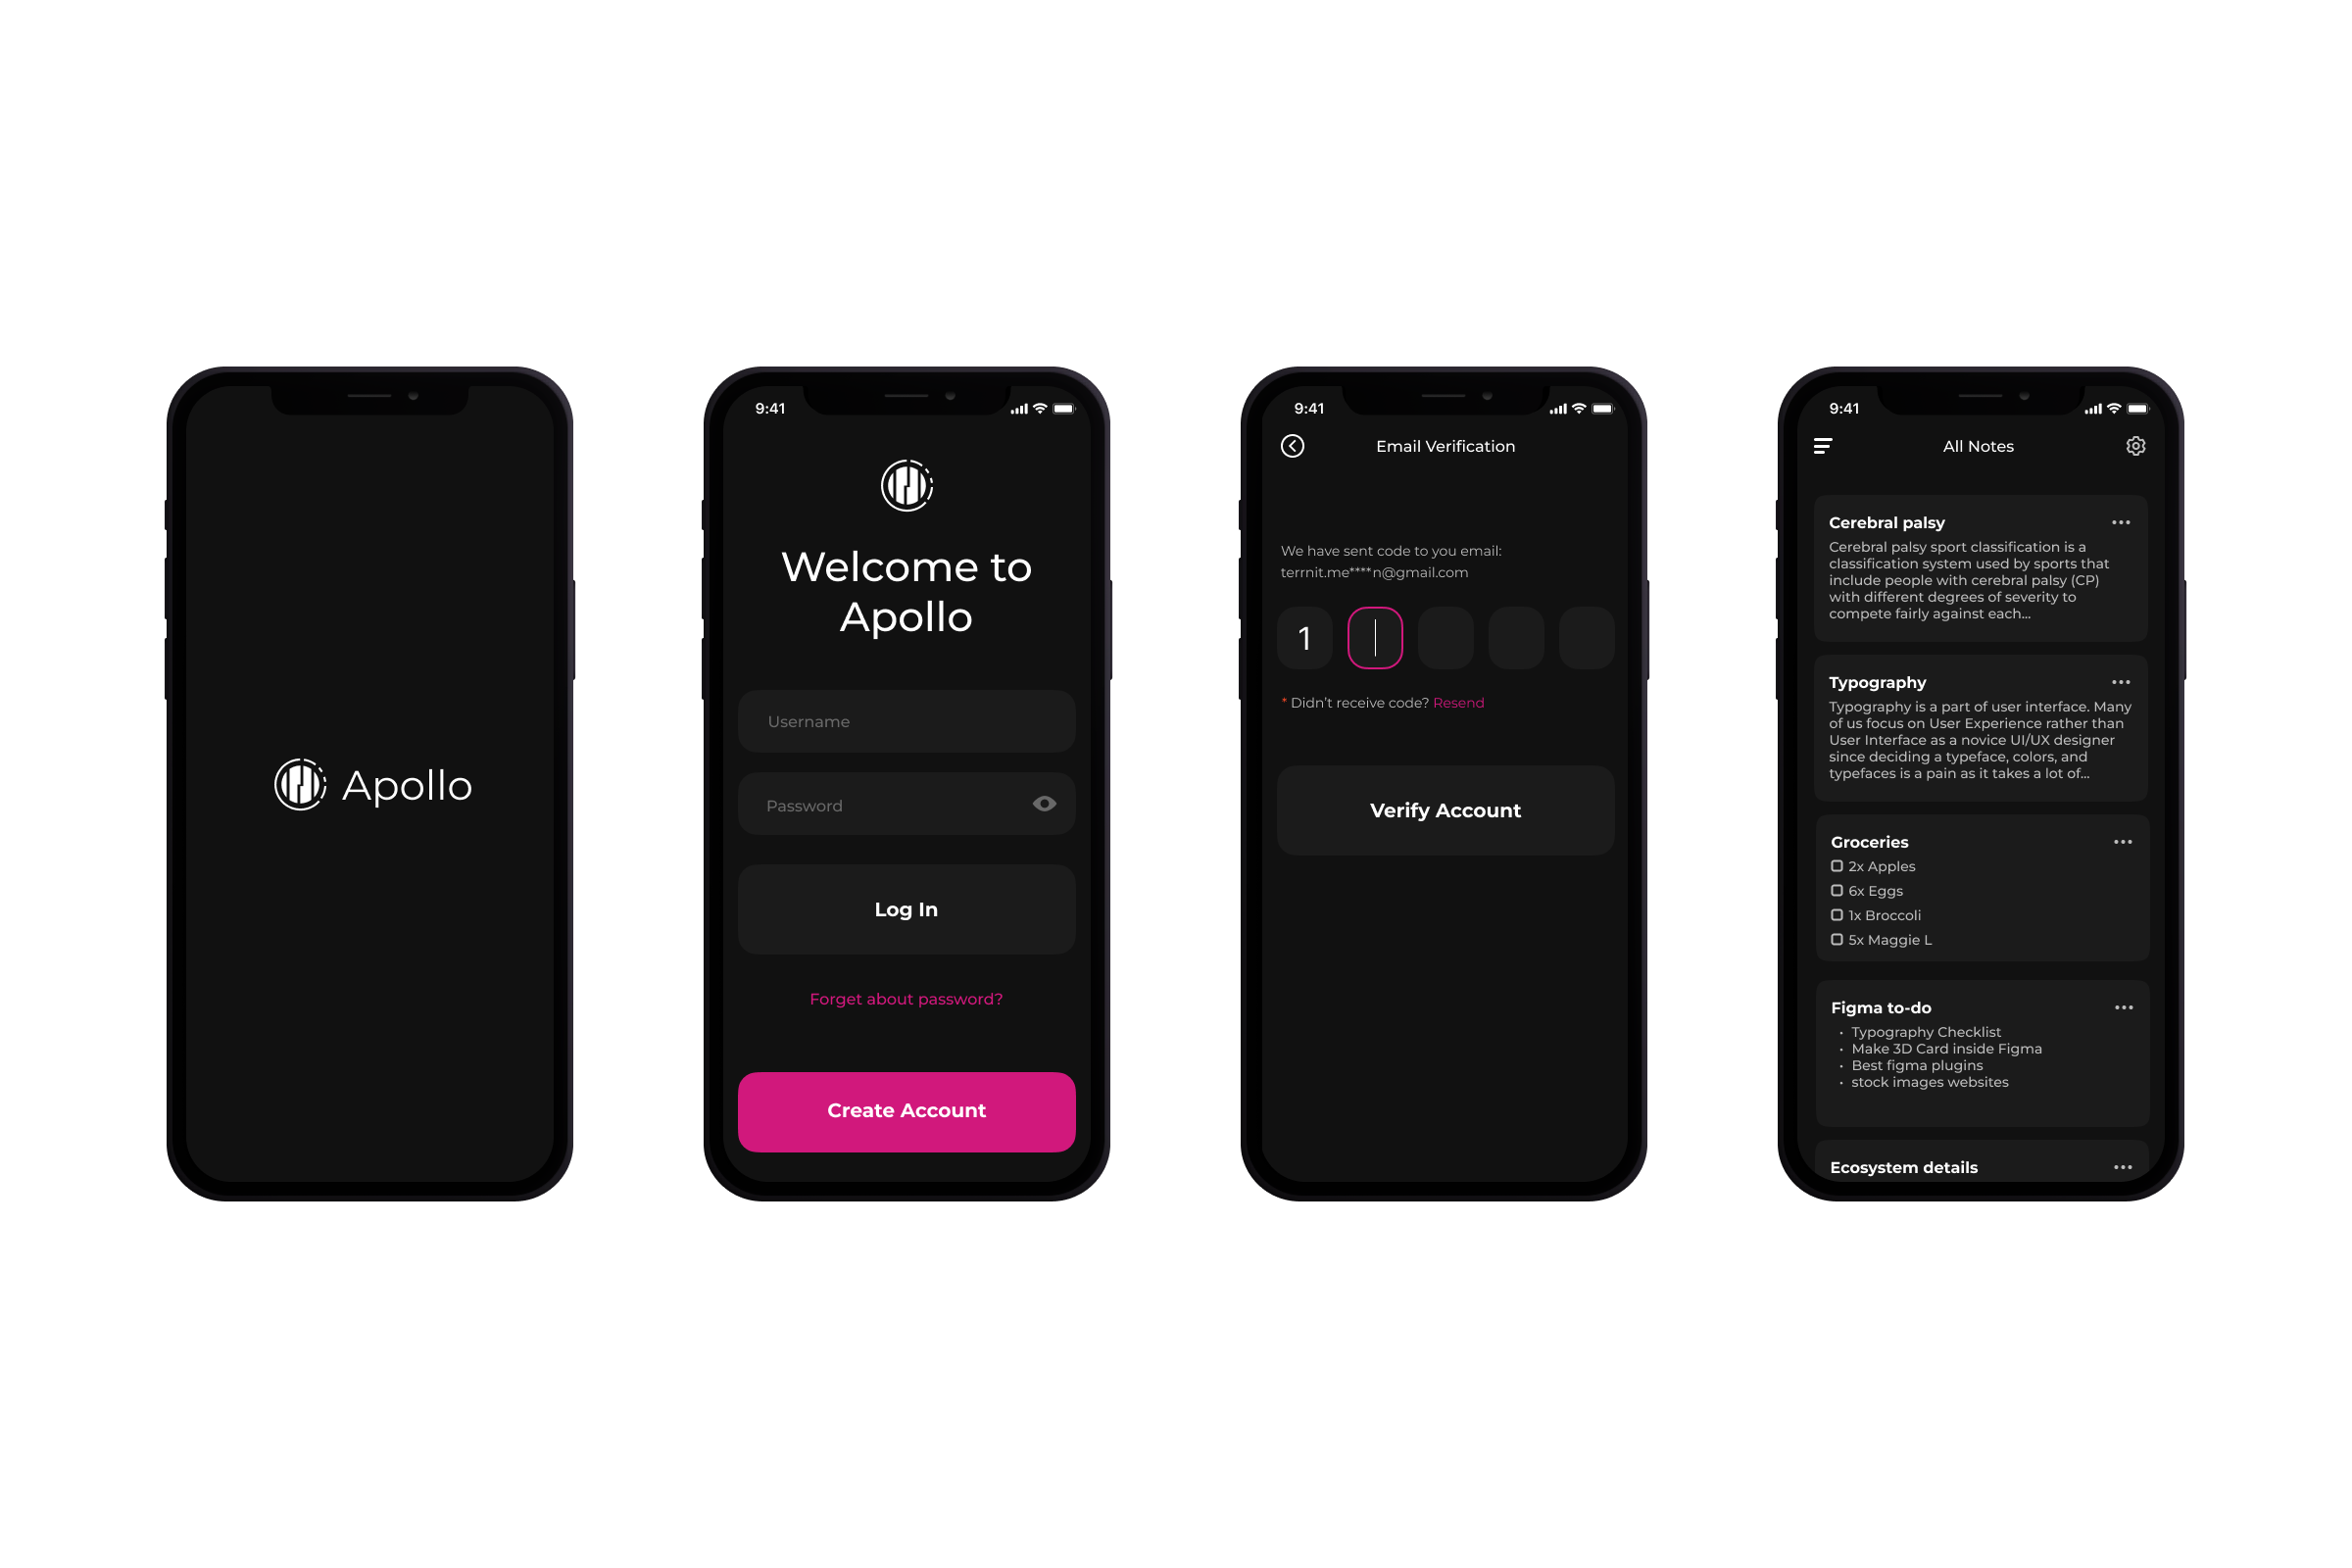 Apollo
9:41
Welcome to
Apollo
Username
Password
Log In
Forget about password?
Create Account
9:41
Email Verification
We have sent code to you email:
terrnit.me****n@gmail.com
1
* Didn’t receive code? Resend
Verify Account
9:41
All Notes
Cerebral palsy
Cerebral palsy sport classification is a
classification system used by sports that
include people with cerebral palsy (CP)
with different degrees of severity to
compete fairly against each...
Typography
Typography is a part of user interface. Many
of us focus on User Experience rather than
User Interface as a novice UI/UX designer
since deciding a typeface, colors, and
typefaces is a pain as it takes a lot of...
Groceries
2x Apples
6x Eggs
1x Broccoli
5x Maggie L
Figma to-do
• Typography Checklist
• Make 3D Card inside Figma
• Best figma plugins
• stock images websites
Ecosystem details